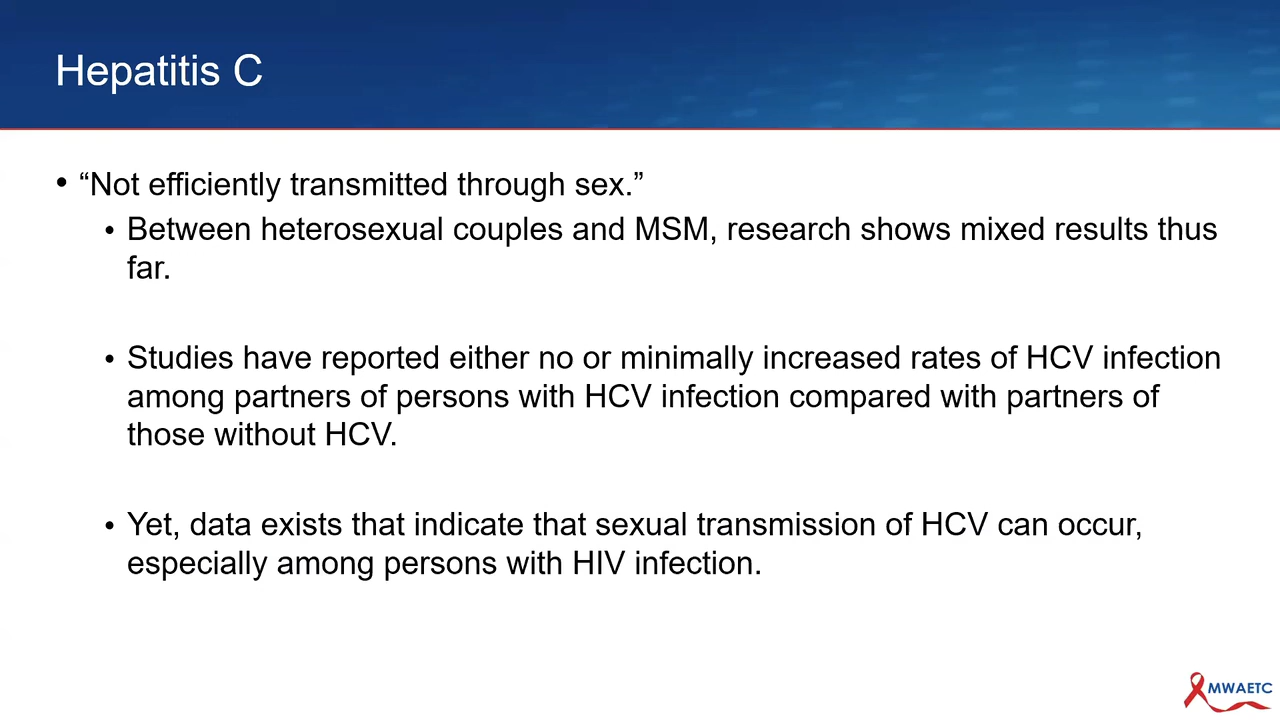 Hepatitis C
• “Not efficiently transmitted through sex.”
• Between heterosexual couples and MSM, research shows mixed results thus
far.
• Studies have reported either no or minimally increased rates of HCV infection
among partners of persons with HCV infection compared with partners of
those without HCV.
• Yet, data exists that indicate that sexual transmission of HCV can occur,
especially among persons with HIV infection.
MWAETC